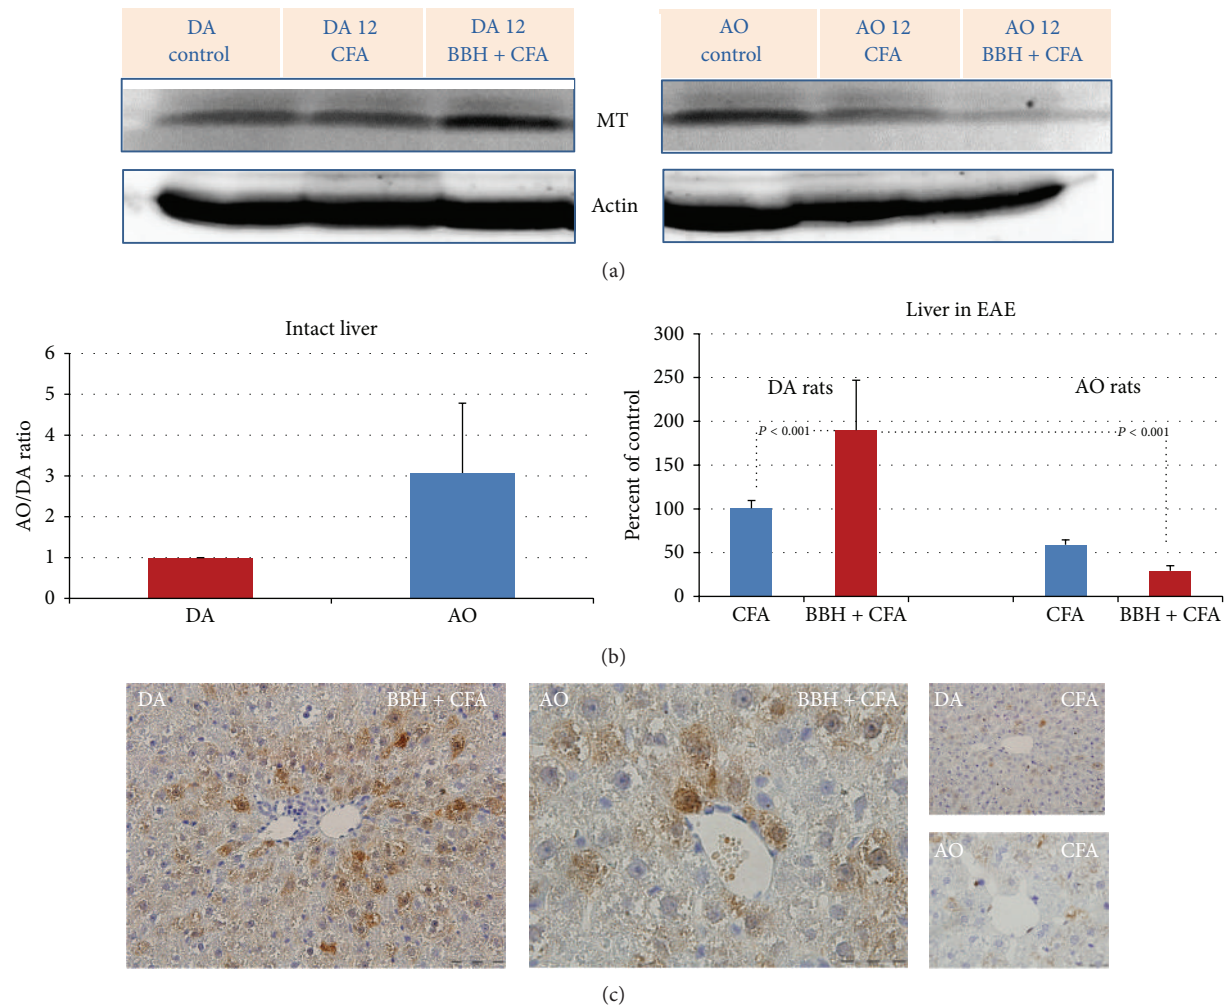 DA
control
DA 12
CFA
DA 12
BBH + CFA
AO
control
AO 12
CFA
AO 12
BBH + CFA
MT
Actin
(a)
Intact liver
AO/DA ratio
6
5
4
3
2
1
0
DA
AO
Liver in EAE
Percent of control
300
250
200
150
100
50
0
DA rats
AO rats
P < 0.001
P < 0.001
CFA
BBH + CFA
CFA
BBH + CFA
(b)
DA
BBH + CFA
AO
BBH + CFA
DA
CFA
AO
CFA
(c)